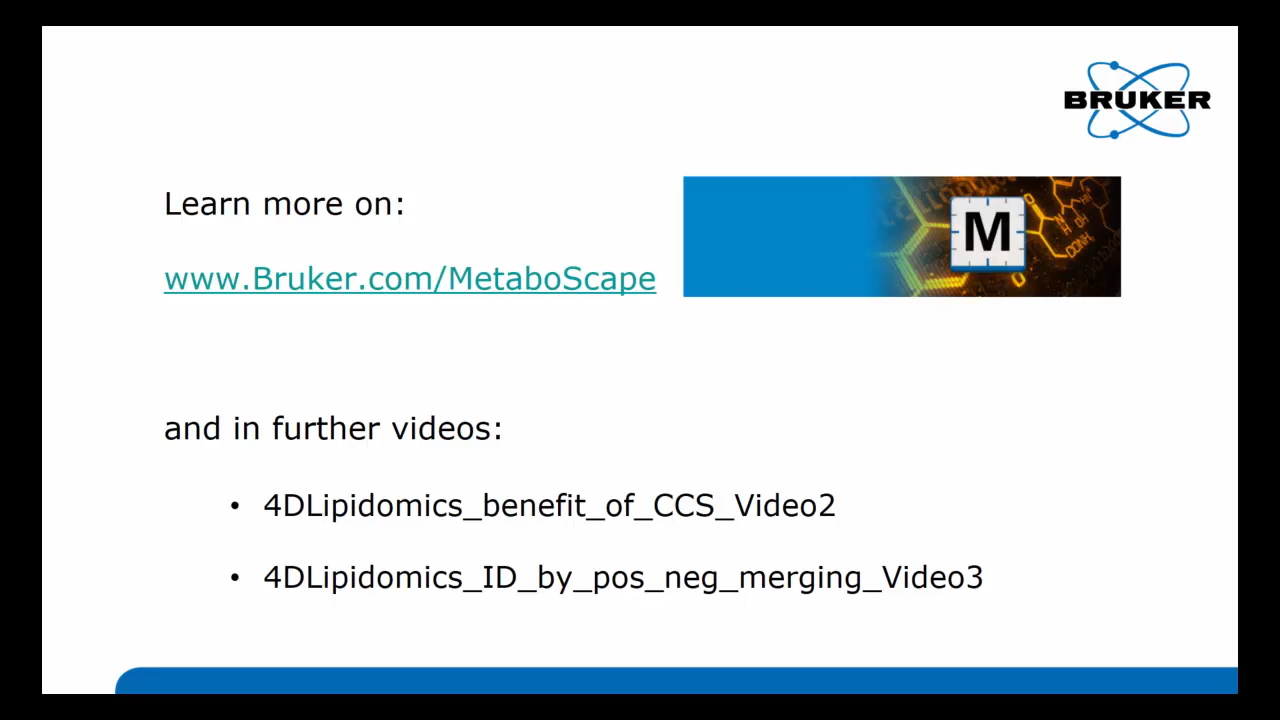 BRUKER
Learn more on:
M
www.Bruker.com/MetaboScape
and in further videos:
• 4DLipidomics_benefit_of_CCS_Video2
• 4DLipidomics_ID_by_pos_neg_merging_Video3